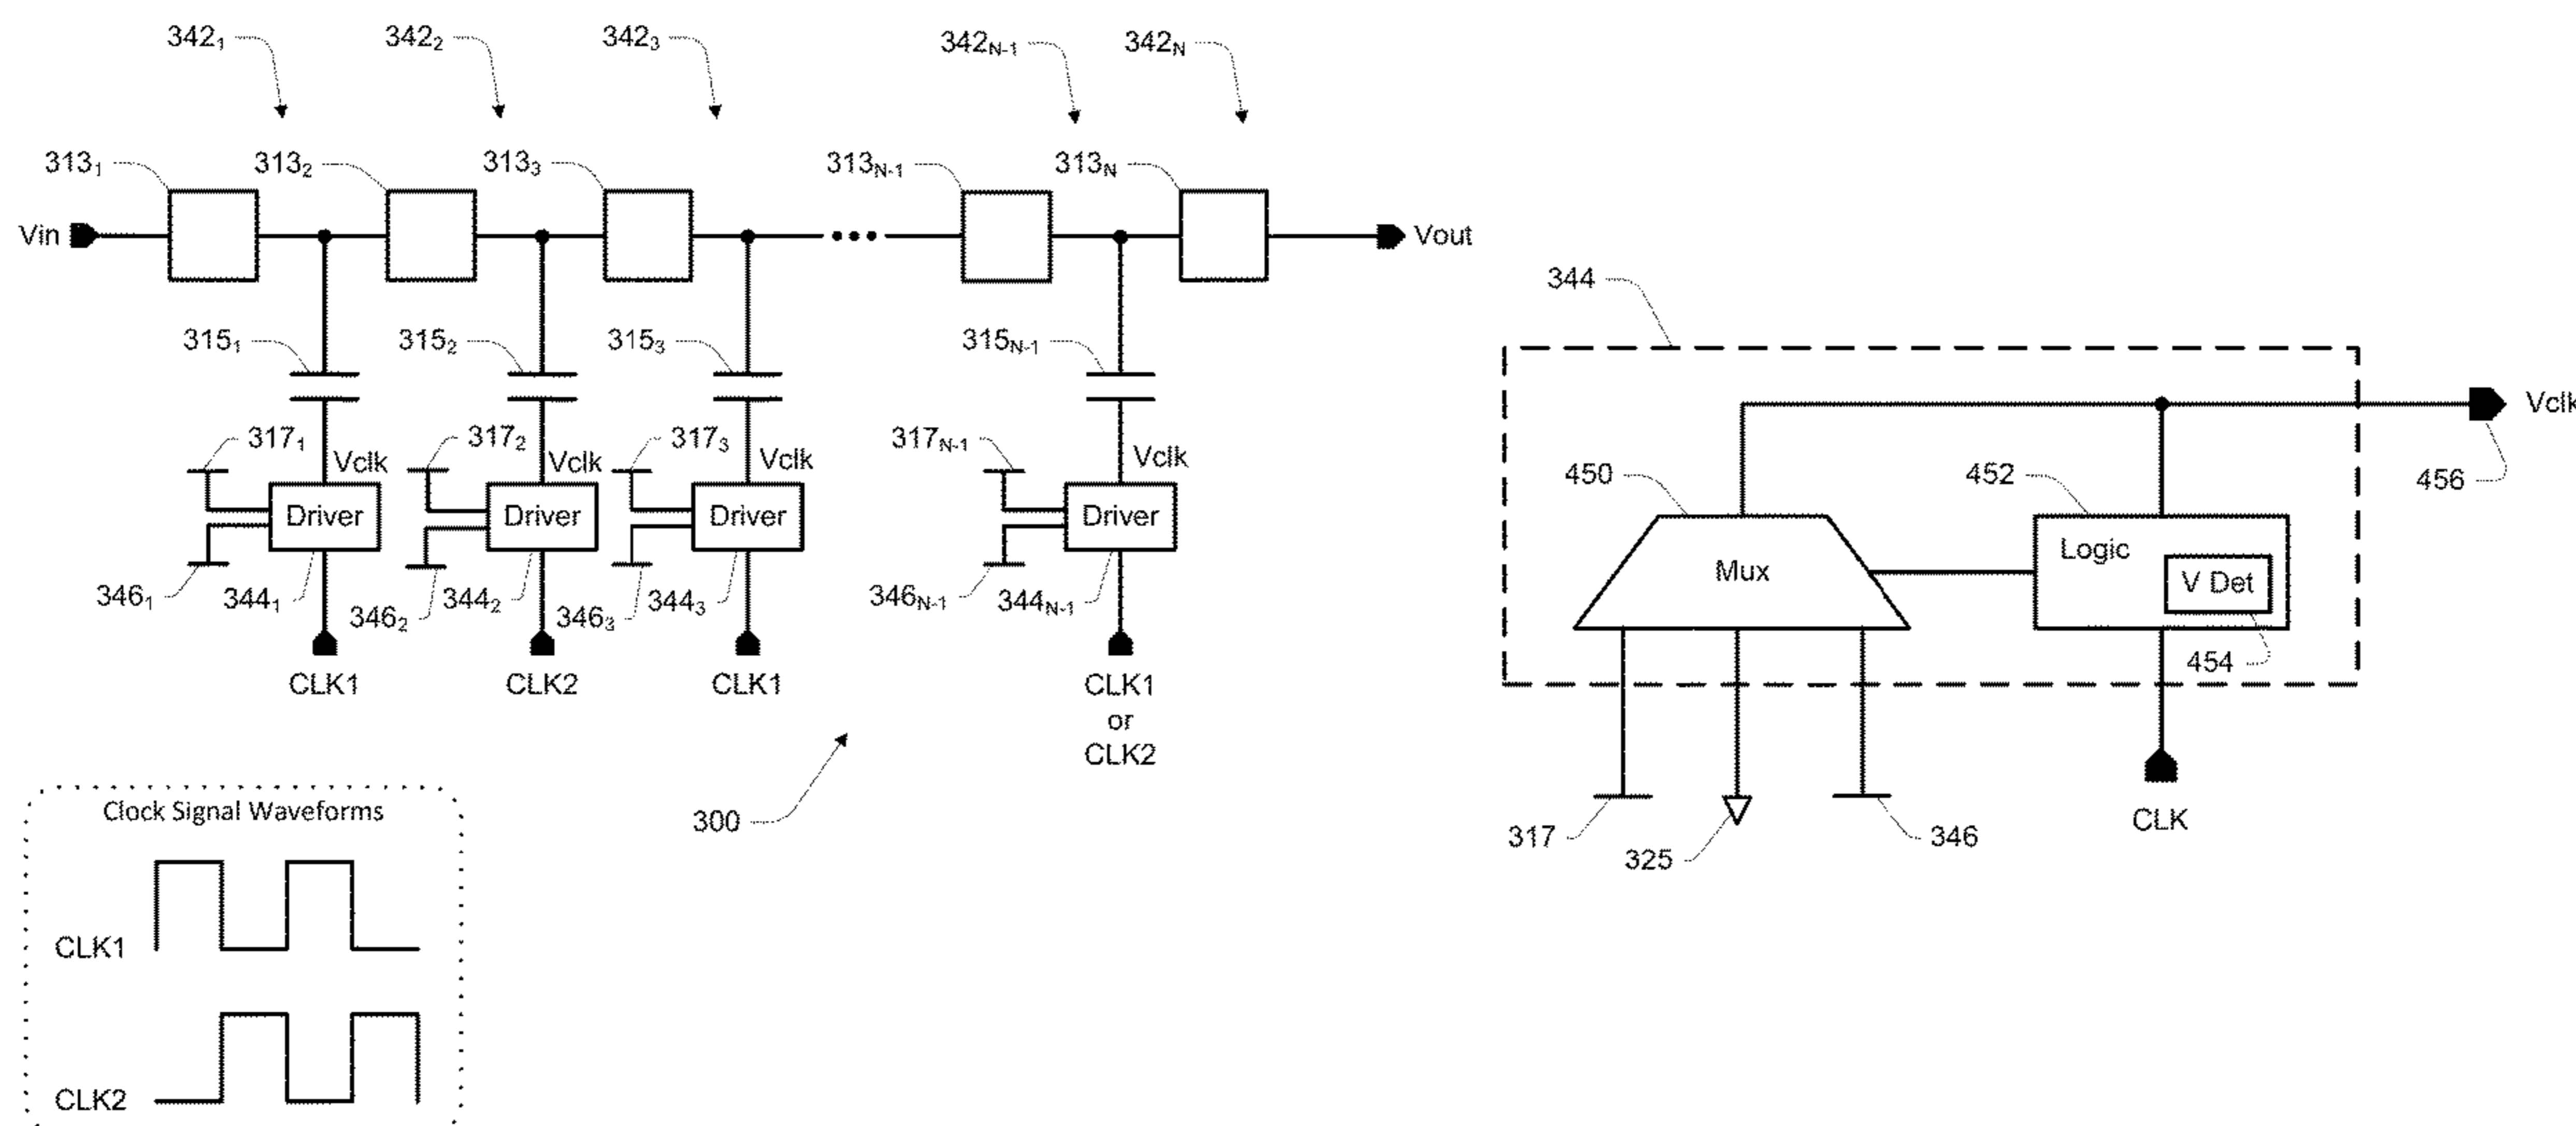 342₁ 342₂ 342₃ 342N-1 342N
313₁ 313₂ 313₃ 313N-1 313N
Vin Vout
315₁ 315₂ 315₃ 315N-1
317₁ 317₂ 317₃ 317N-1
Vclk Vclk Vclk Vclk
Driver Driver Driver Driver
346₁ 344₁ 346₂ 344₂ 346₃ 344₃ 346N-1 344N-1
CLK1 CLK2 CLK1 CLK1
or
CLK2
300
Clock Signal Waveforms
CLK1
CLK2
344
Vclk
450 452 456
Mux Logic V Det
454
317 325 346 CLK